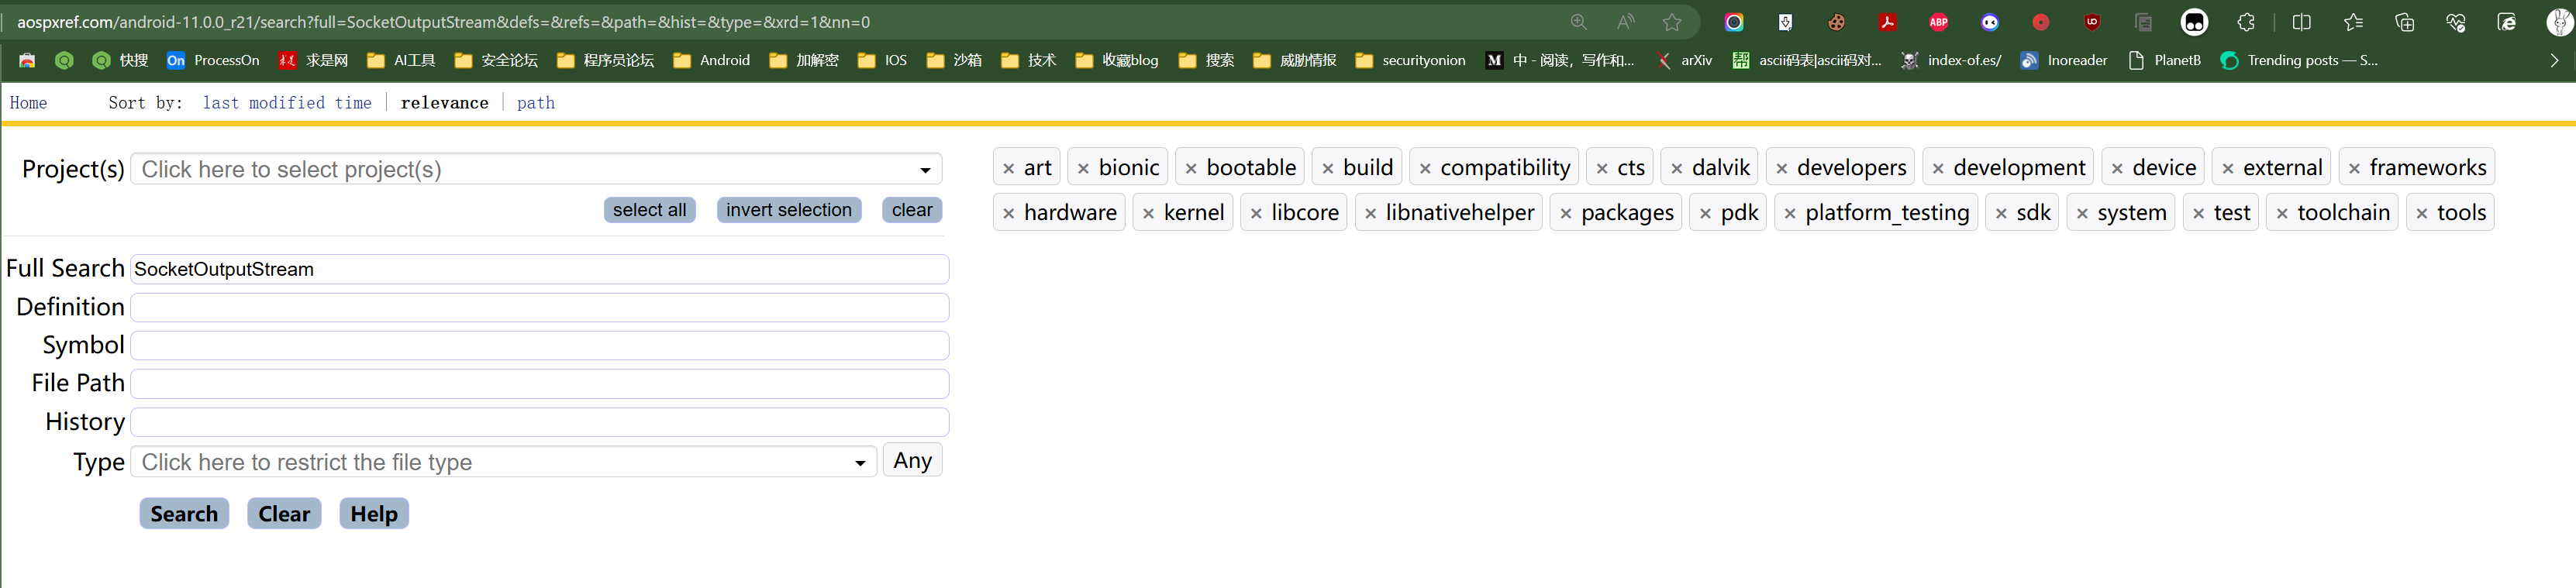 aospxref.com/android-11.0.0_r21/search?full=SocketOutputStream&defs=&refs=&path=&hist=&type=&xrd=1&nn=0
ABP UD
快搜 On ProcessOn 求是网 AI工具 安全论坛 程序员论坛 Android 加解密 IOS 沙箱 技术 收藏blog 搜索 威胁情报 securityonion M 中 - 阅读，写作和... arXiv 帮 ascii码表|ascii码对... index-of.es/ Inoreader PlanetB Trending posts — S...
Home Sort by: last modified time relevance path
Project(s) Click here to select project(s)
select all invert selection clear
× art × bionic × bootable × build × compatibility × cts × dalvik × developers × development × device × external × frameworks
× hardware × kernel × libcore × libnativehelper × packages × pdk × platform_testing × sdk × system × test × toolchain × tools
Full Search SocketOutputStream
Definition
Symbol
File Path
History
Type Click here to restrict the file type Any
Search Clear Help